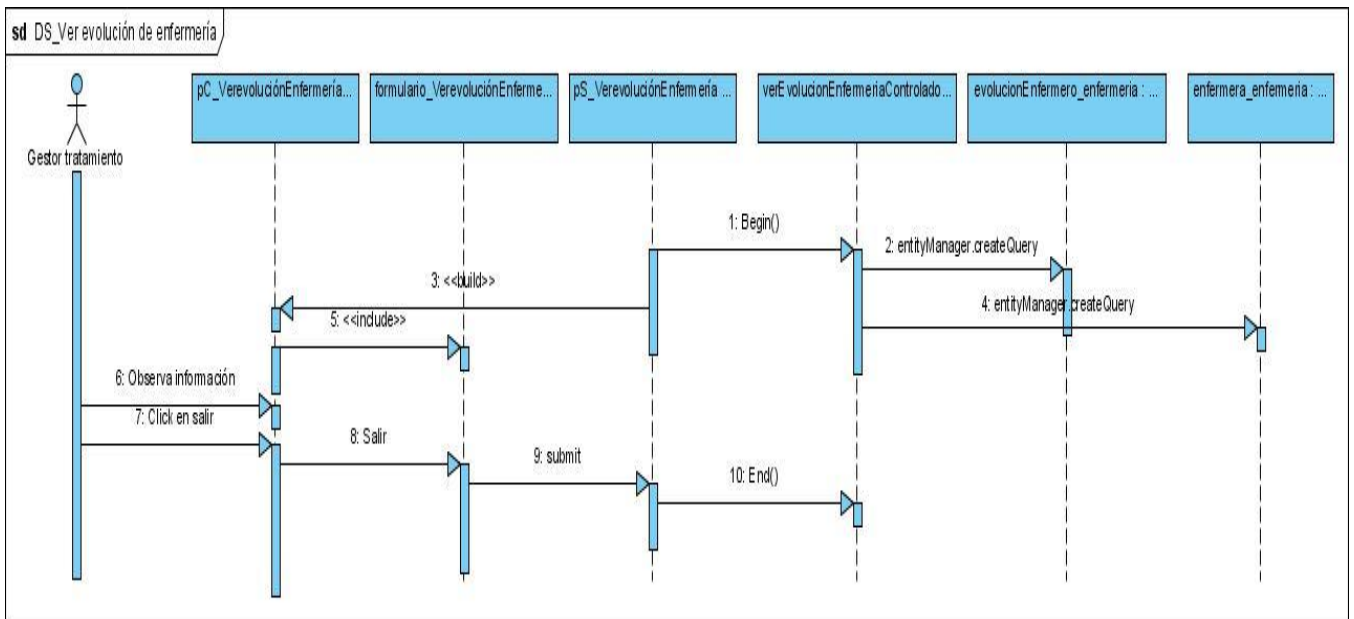 sd DS_Ver evolución de enfermería
pC_VerevoluciónEnfermería...
formulario_VerevoluciónEnferme...
pS_VerevoluciónEnfermería ...
verEvolucionEnfermeriaControlado...
evolucionEnfermero_enfermeria : ...
enfermera_enfermeria : ...
Gestor tratamiento
1: Begin()
2: entityManager.createQuery
3: <<build>>
4: entityManager.createQuery
5: <<include>>
6: Observa información
7: Click en salir
8: Salir
9: submit
10: End()